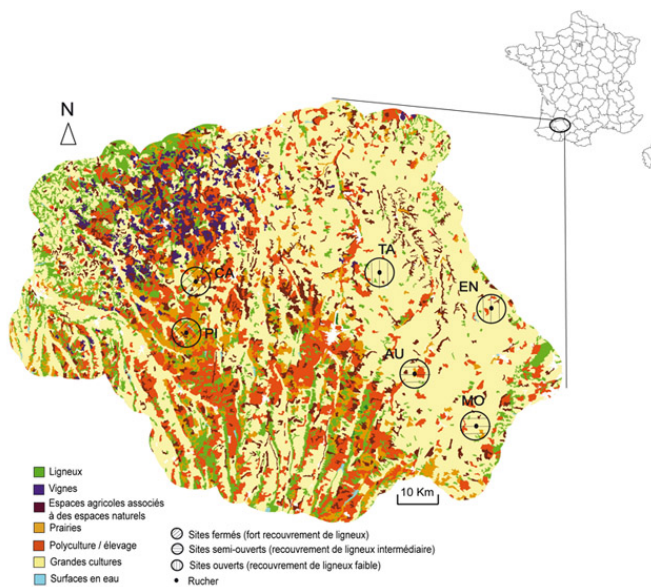 N
TA
CA
EN
PI
AU
MO
10 Km
Ligneux
Vignes
Espaces agricoles associés
à des espaces naturels
Prairies
Polyculture / élevage
Grandes cultures
Surfaces en eau
Sites fermés (fort recouvrement de ligneux)
Sites semi-ouverts (recouvrement de ligneux intermédiaire)
Sites ouverts (recouvrement de ligneux faible)
Rucher